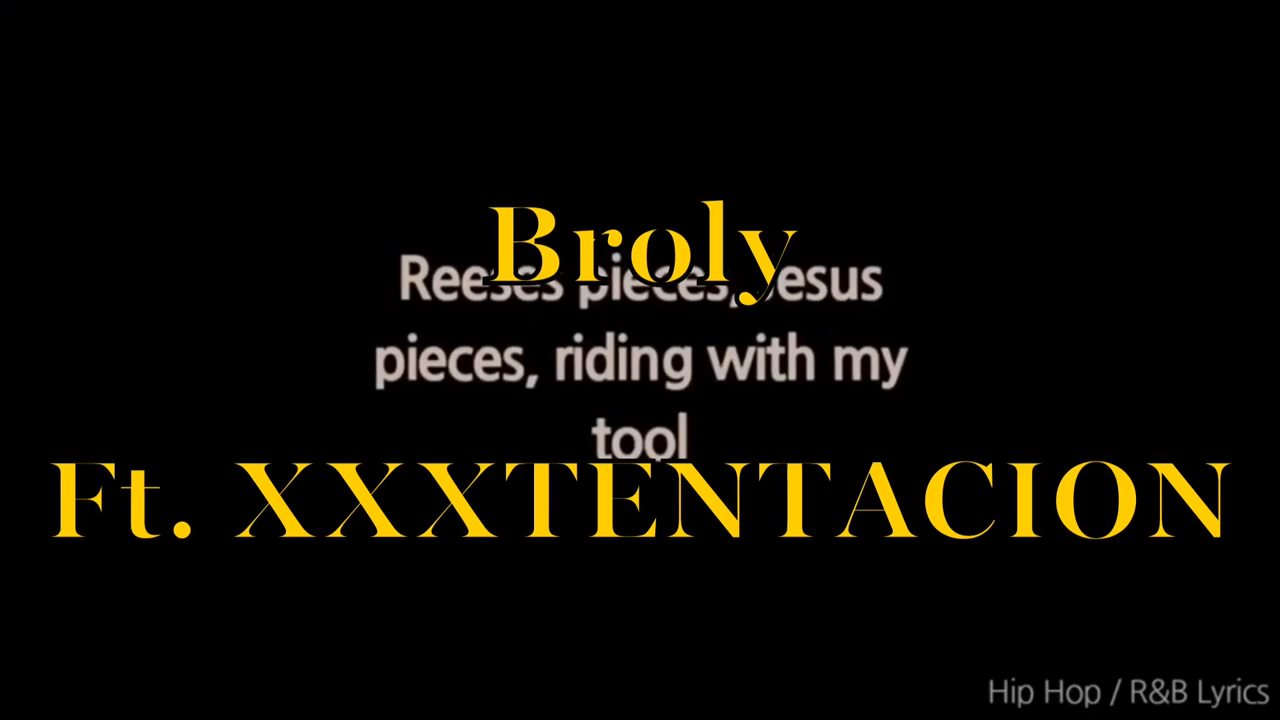 Broly
Reeses pieces, Jesus
pieces, riding with my
tool
Ft. XXXTENTACION
Hip Hop / R&B Lyrics